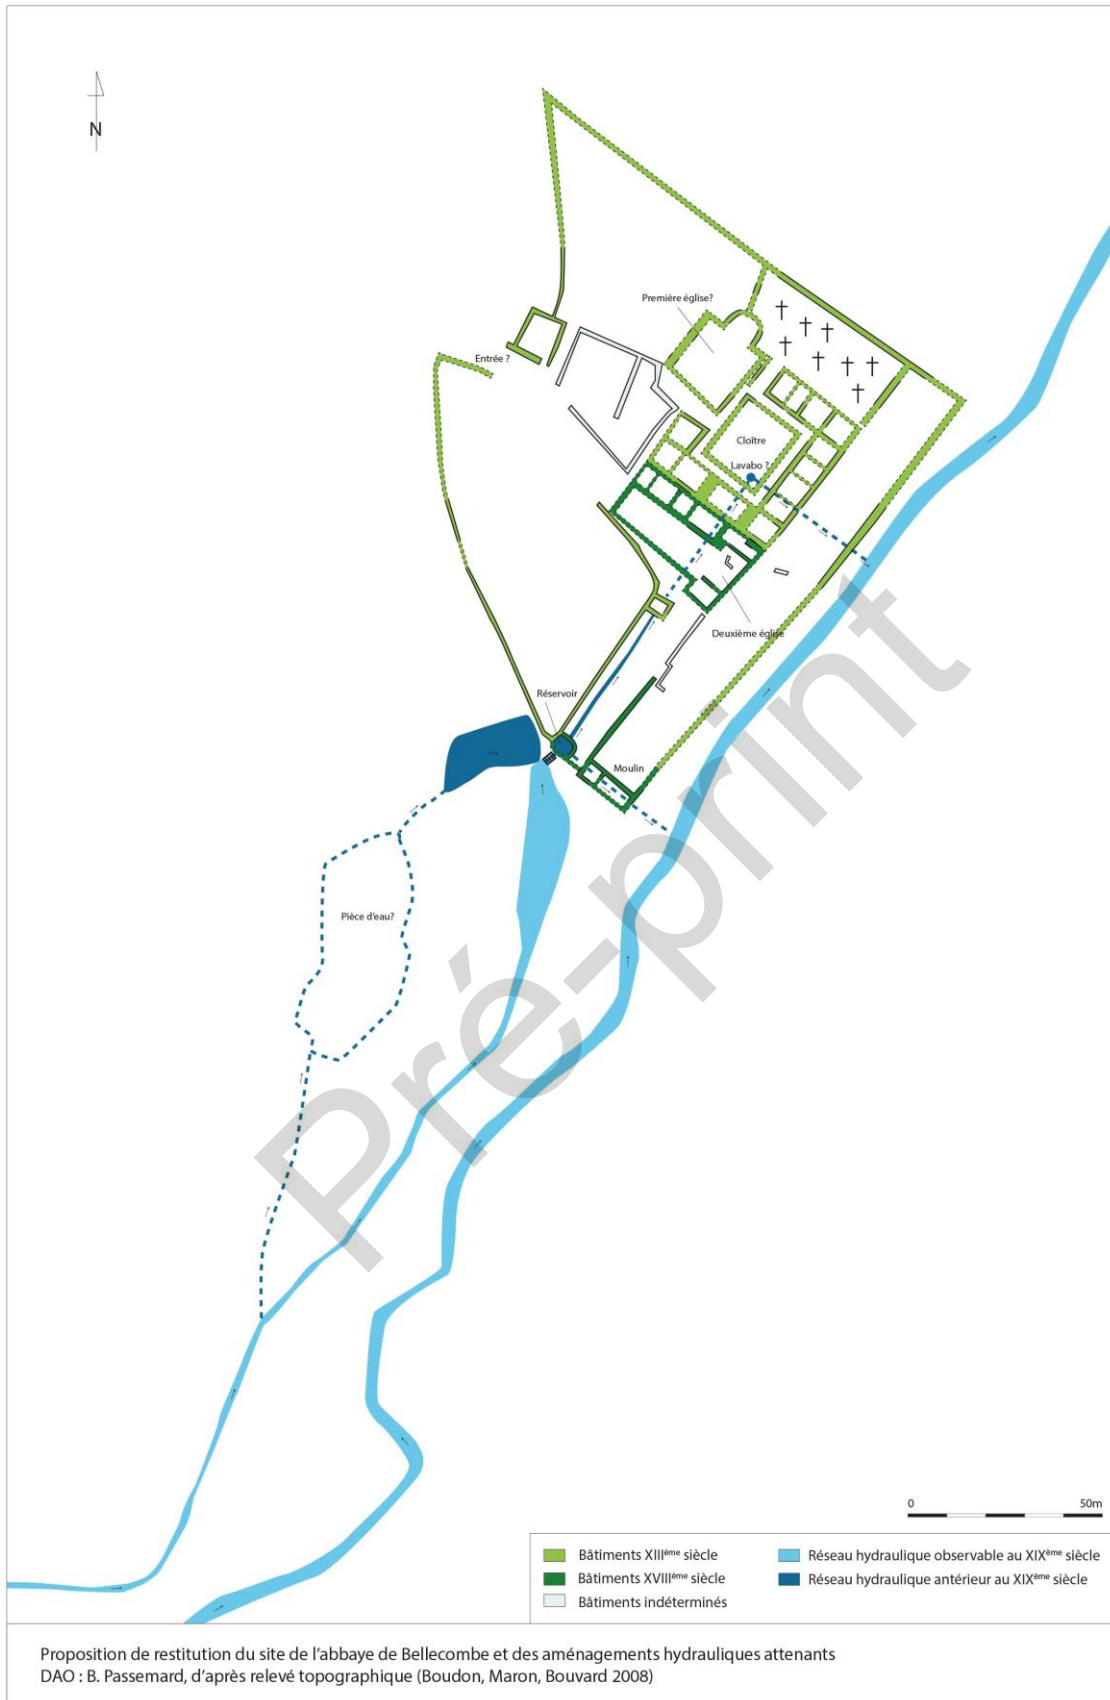 N
Première église?
Entrée ?
Cloître
Lavabo ?
Deuxième église
Réservoir
Moulin
Pièce d'eau?
Pré-print
0 50m
Bâtiments XIIIème siècle
Bâtiments XVIIIème siècle
Bâtiments indéterminés
Réseau hydraulique observable au XIXème siècle
Réseau hydraulique antérieur au XIXème siècle
Proposition de restitution du site de l'abbaye de Bellecombe et des aménagements hydrauliques attenants
DAO : B. Passemard, d'après relevé topographique (Boudon, Maron, Bouvard 2008)